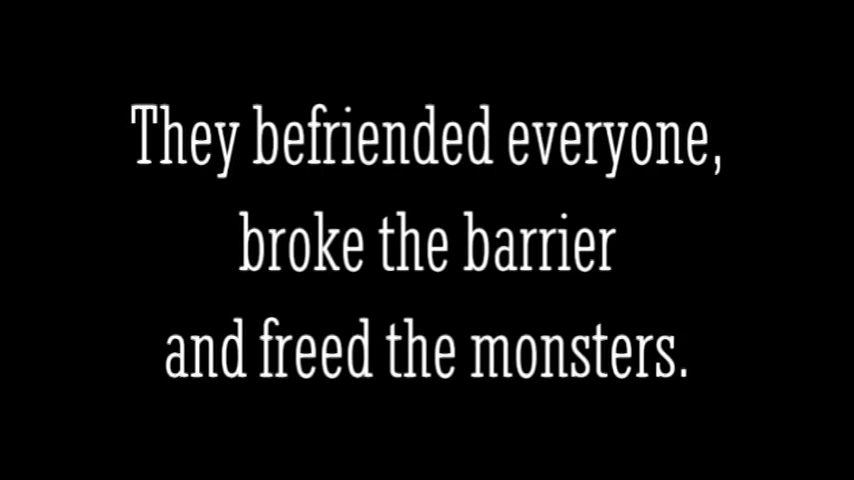 They befriended everyone,
broke the barrier
and freed the monsters.